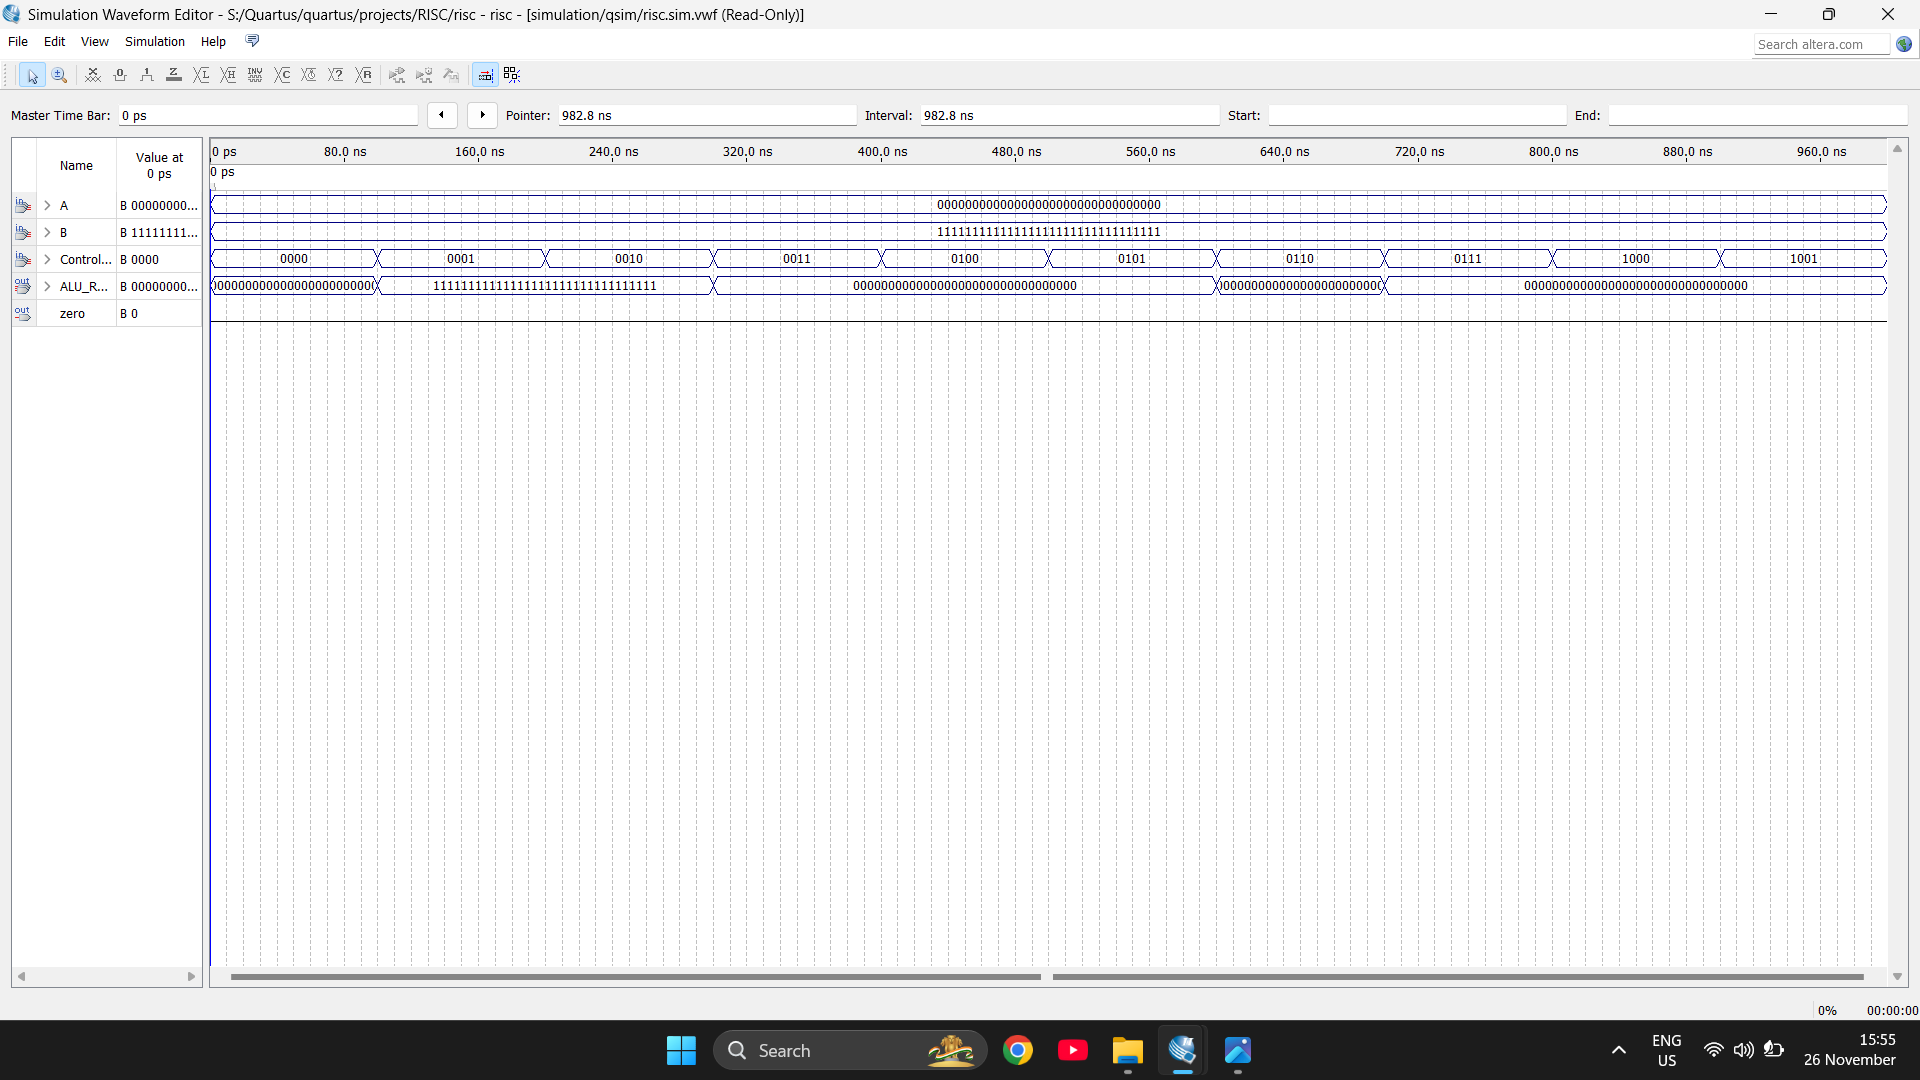 Simulation Waveform Editor - S:/Quartus/quartus/projects/RISC/risc - risc - [simulation/qsim/risc.sim.vwf (Read-Only)]
File Edit View Simulation Help
Search altera.com
Master Time Bar: 0 ps Pointer: 982.8 ns Interval: 982.8 ns Start: End:
Name Value at 0 ps
0 ps 80.0 ns 160.0 ns 240.0 ns 320.0 ns 400.0 ns 480.0 ns 560.0 ns 640.0 ns 720.0 ns 800.0 ns 880.0 ns 960.0 ns
0 ps
A B 00000000... 00000000000000000000000000000000
B B 11111111... 11111111111111111111111111111111
Control... B 0000 0000 0001 0010 0011 0100 0101 0110 0111 1000 1001
ALU_R... B 00000000... 11111111111111111111111111111111 00000000000000000000000000000000 00000000000000000000000000000000
zero B 0
0% 00:00:00
Search
ENG
US
15:55
26 November